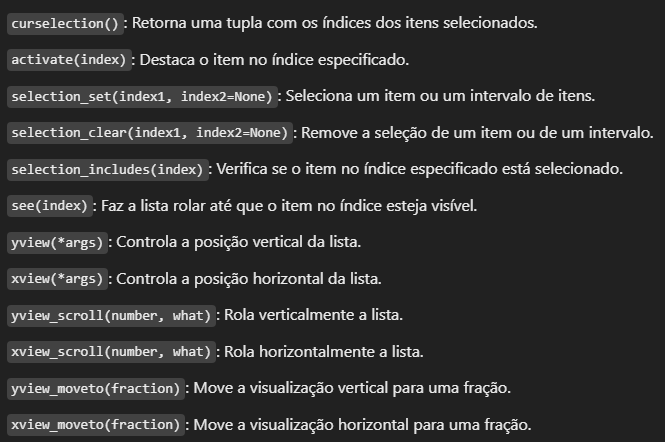 curselection(): Retorna uma tupla com os índices dos itens selecionados.
activate(index): Destaca o item no índice especificado.
selection_set(index1, index2=None): Seleciona um item ou um intervalo de itens.
selection_clear(index1, index2=None): Remove a seleção de um item ou de um intervalo.
selection_includes(index): Verifica se o item no índice especificado está selecionado.
see(index): Faz a lista rolar até que o item no índice esteja visível.
yview(*args): Controla a posição vertical da lista.
xview(*args): Controla a posição horizontal da lista.
yview_scroll(number, what): Rola verticalmente a lista.
xview_scroll(number, what): Rola horizontalmente a lista.
yview_moveto(fraction): Move a visualização vertical para uma fração.
xview_moveto(fraction): Move a visualização horizontal para uma fração.